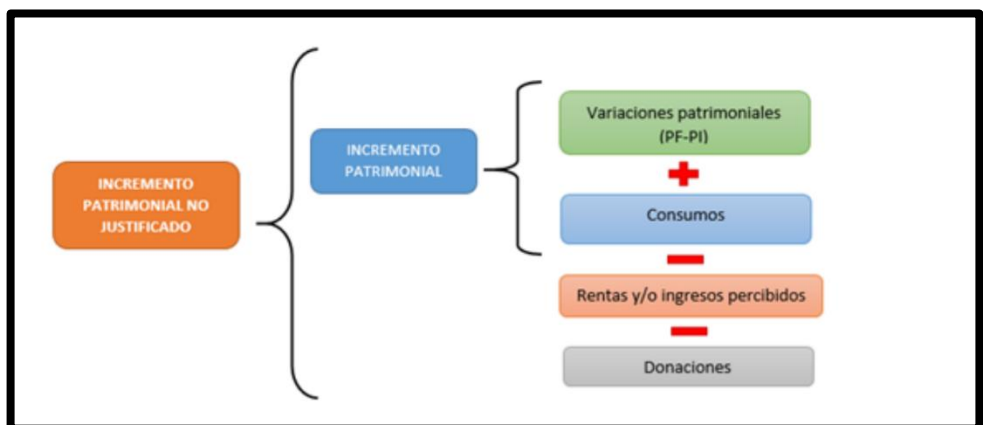 INCREMENTO
PATRIMONIAL NO
JUSTIFICADO
INCREMENTO
PATRIMONIAL
Variaciones patrimoniales
(PF-PI)
Consumos
Rentas y/o ingresos percibidos
Donaciones